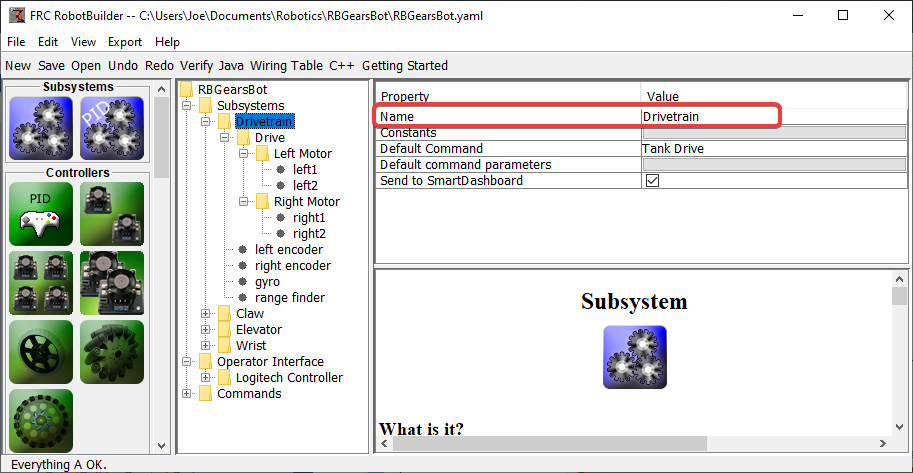 FRC RobotBuilder -- C:\Users\Joe\Documents\Robotics\RBGearsBot\RBGearsBot.yaml
File Edit View Export Help
New Save Open Undo Redo Verify Java Wiring Table C++ Getting Started
Subsystems
PID
Controllers
PID
RBGearsBot
Subsystems
Drivetrain
Drive
Left Motor
left1
left2
Right Motor
right1
right2
left encoder
right encoder
gyro
range finder
Claw
Elevator
Wrist
Operator Interface
Logitech Controller
Commands
Property Value
Name Drivetrain
Constants
Default Command Tank Drive
Default command parameters
Send to SmartDashboard
Subsystem
What is it?
Everything A OK.